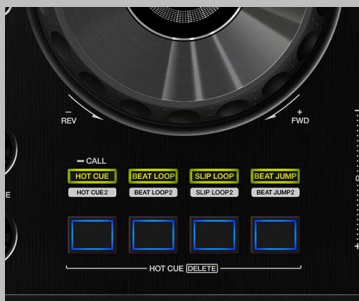 – +
REV FWD
– CALL
HOT CUE BEAT LOOP SLIP LOOP BEAT JUMP
HOT CUE2 BEAT LOOP2 SLIP LOOP2 BEAT JUMP2
E
HOT CUE DELETE